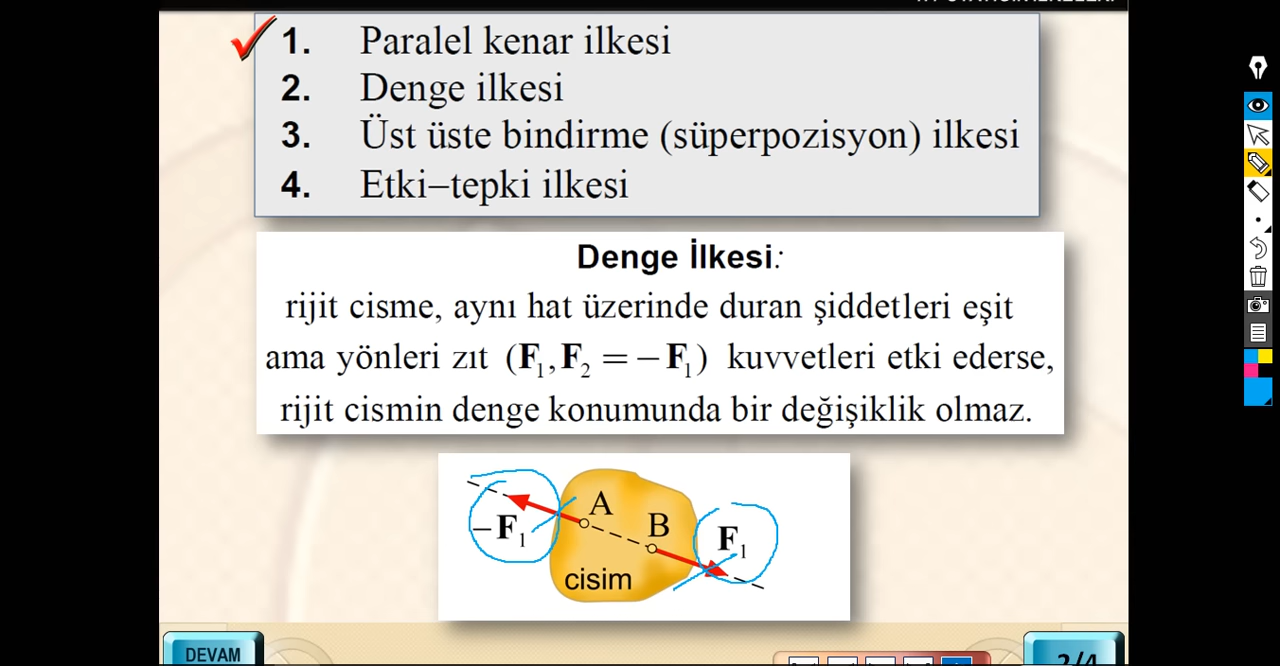 1. Paralel kenar ilkesi
2. Denge ilkesi
3. Üst üste bindirme (süperpozisyon) ilkesi
4. Etki–tepki ilkesi
Denge İlkesi:
rijit cisme, aynı hat üzerinde duran şiddetleri eşit
ama yönleri zıt (F₁, F₂ = − F₁) kuvvetleri etki ederse,
rijit cismin denge konumunda bir değişiklik olmaz.
A
−F₁
B
F₁
cisim
DEVAM
2/4